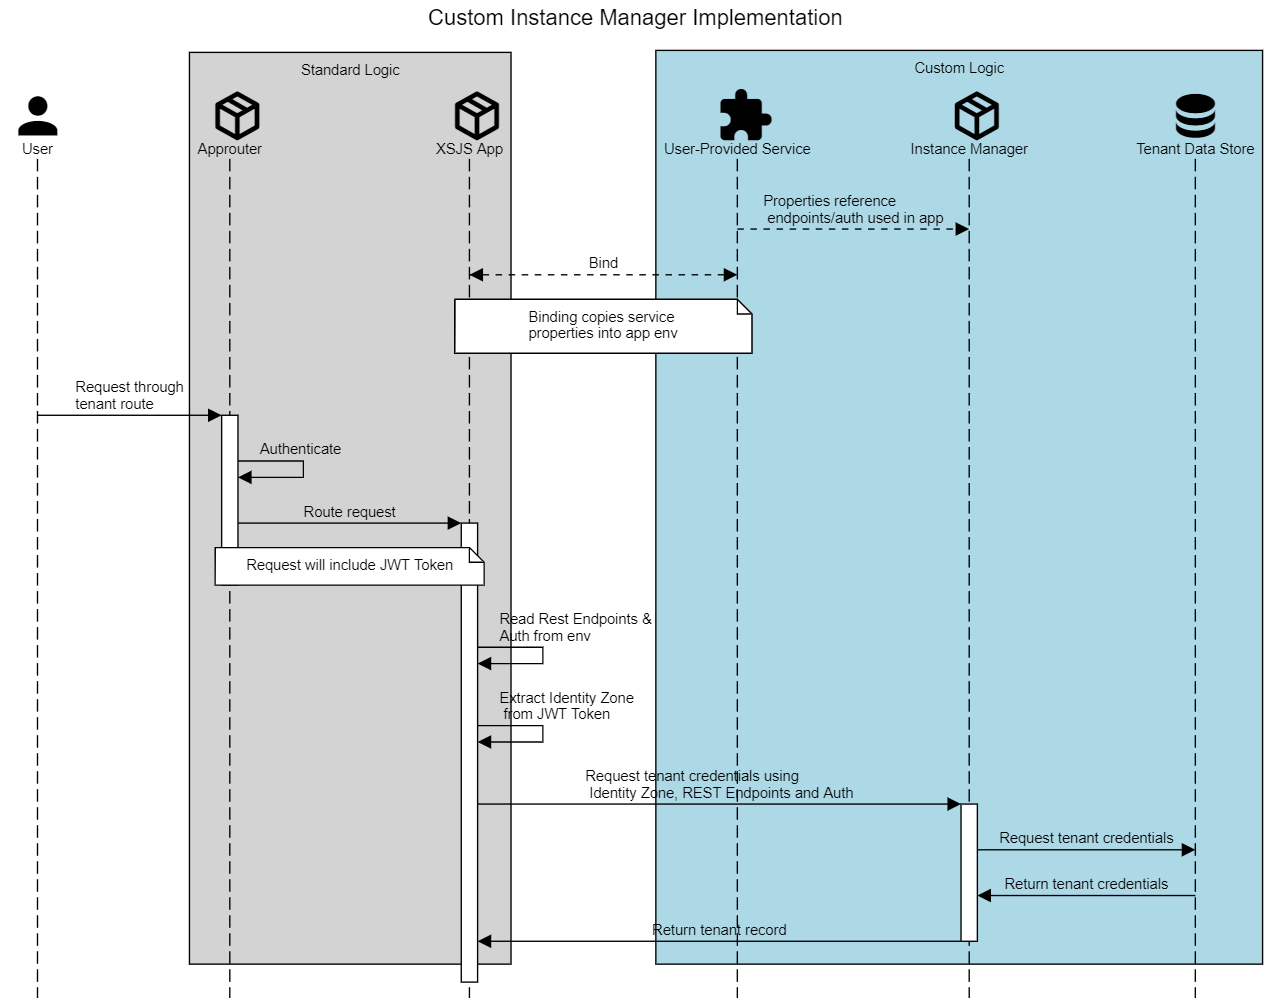 Custom Instance Manager Implementation
Standard Logic
Custom Logic
User
Approuter
XSJS App
User-Provided Service
Instance Manager
Tenant Data Store
Properties reference
endpoints/auth used in app
Bind
Binding copies service
properties into app env
Request through
tenant route
Authenticate
Route request
Request will include JWT Token
Read Rest Endpoints &
Auth from env
Extract Identity Zone
from JWT Token
Request tenant credentials using
Identity Zone, REST Endpoints and Auth
Request tenant credentials
Return tenant credentials
Return tenant record